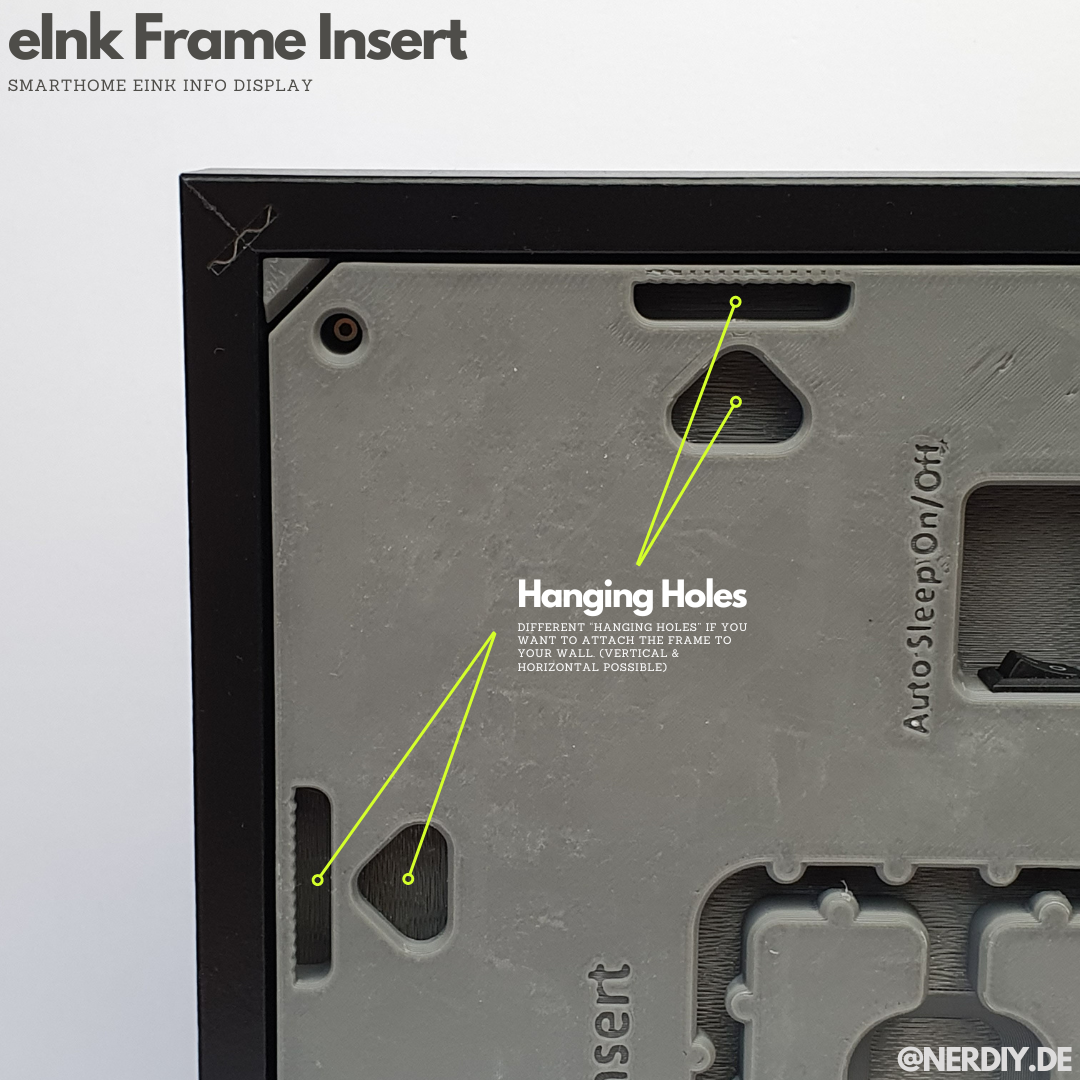 eInk Frame Insert
SMARTHOME EINK INFO DISPLAY
Auto Sleep On/Off
Hanging Holes
DIFFERENT "HANGING HOLES" IF YOU
WANT TO ATTACH THE FRAME TO
YOUR WALL. (VERTICAL &
HORIZONTAL POSSIBLE)
nsert
@NERDIY.DE